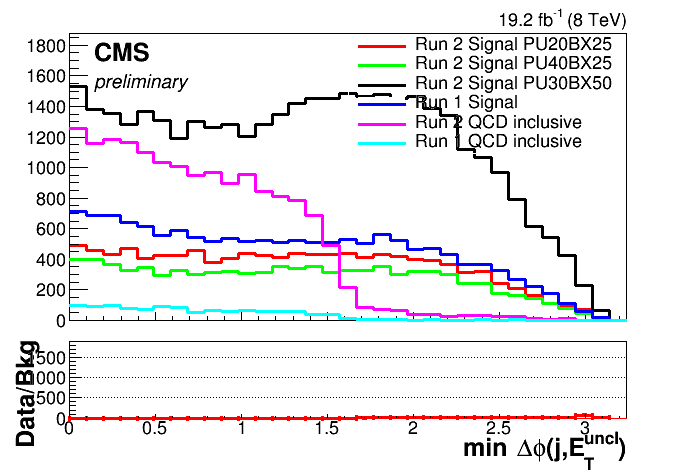 19.2 fb⁻¹ (8 TeV)
CMS
preliminary
Run 2 Signal PU20BX25
Run 2 Signal PU40BX25
Run 2 Signal PU30BX50
Run 1 Signal
Run 2 QCD inclusive
Run 1 QCD inclusive
1800
1600
1400
1200
1000
800
600
400
200
0
Data/Bkg
500
0
0 0.5 1 1.5 2 2.5 3
min Δϕ(j,E_T^uncl)